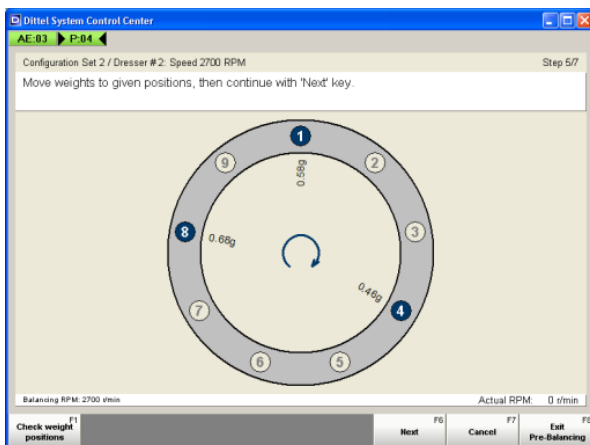 Dittel System Control Center
AE:03 P:04
Configuration Set 2 / Dresser #2: Speed 2700 RPM Step 5/7
Move weights to given positions, then continue with 'Next' key.
1
9 2
0.58g
8 0.68g 3
0.46g 4
7
6 5
Balancing RPM: 2700 r/min Actual RPM: 0 r/min
F1 F6 F7 F8
Check weight Next Cancel Exit
positions Pre-Balancing